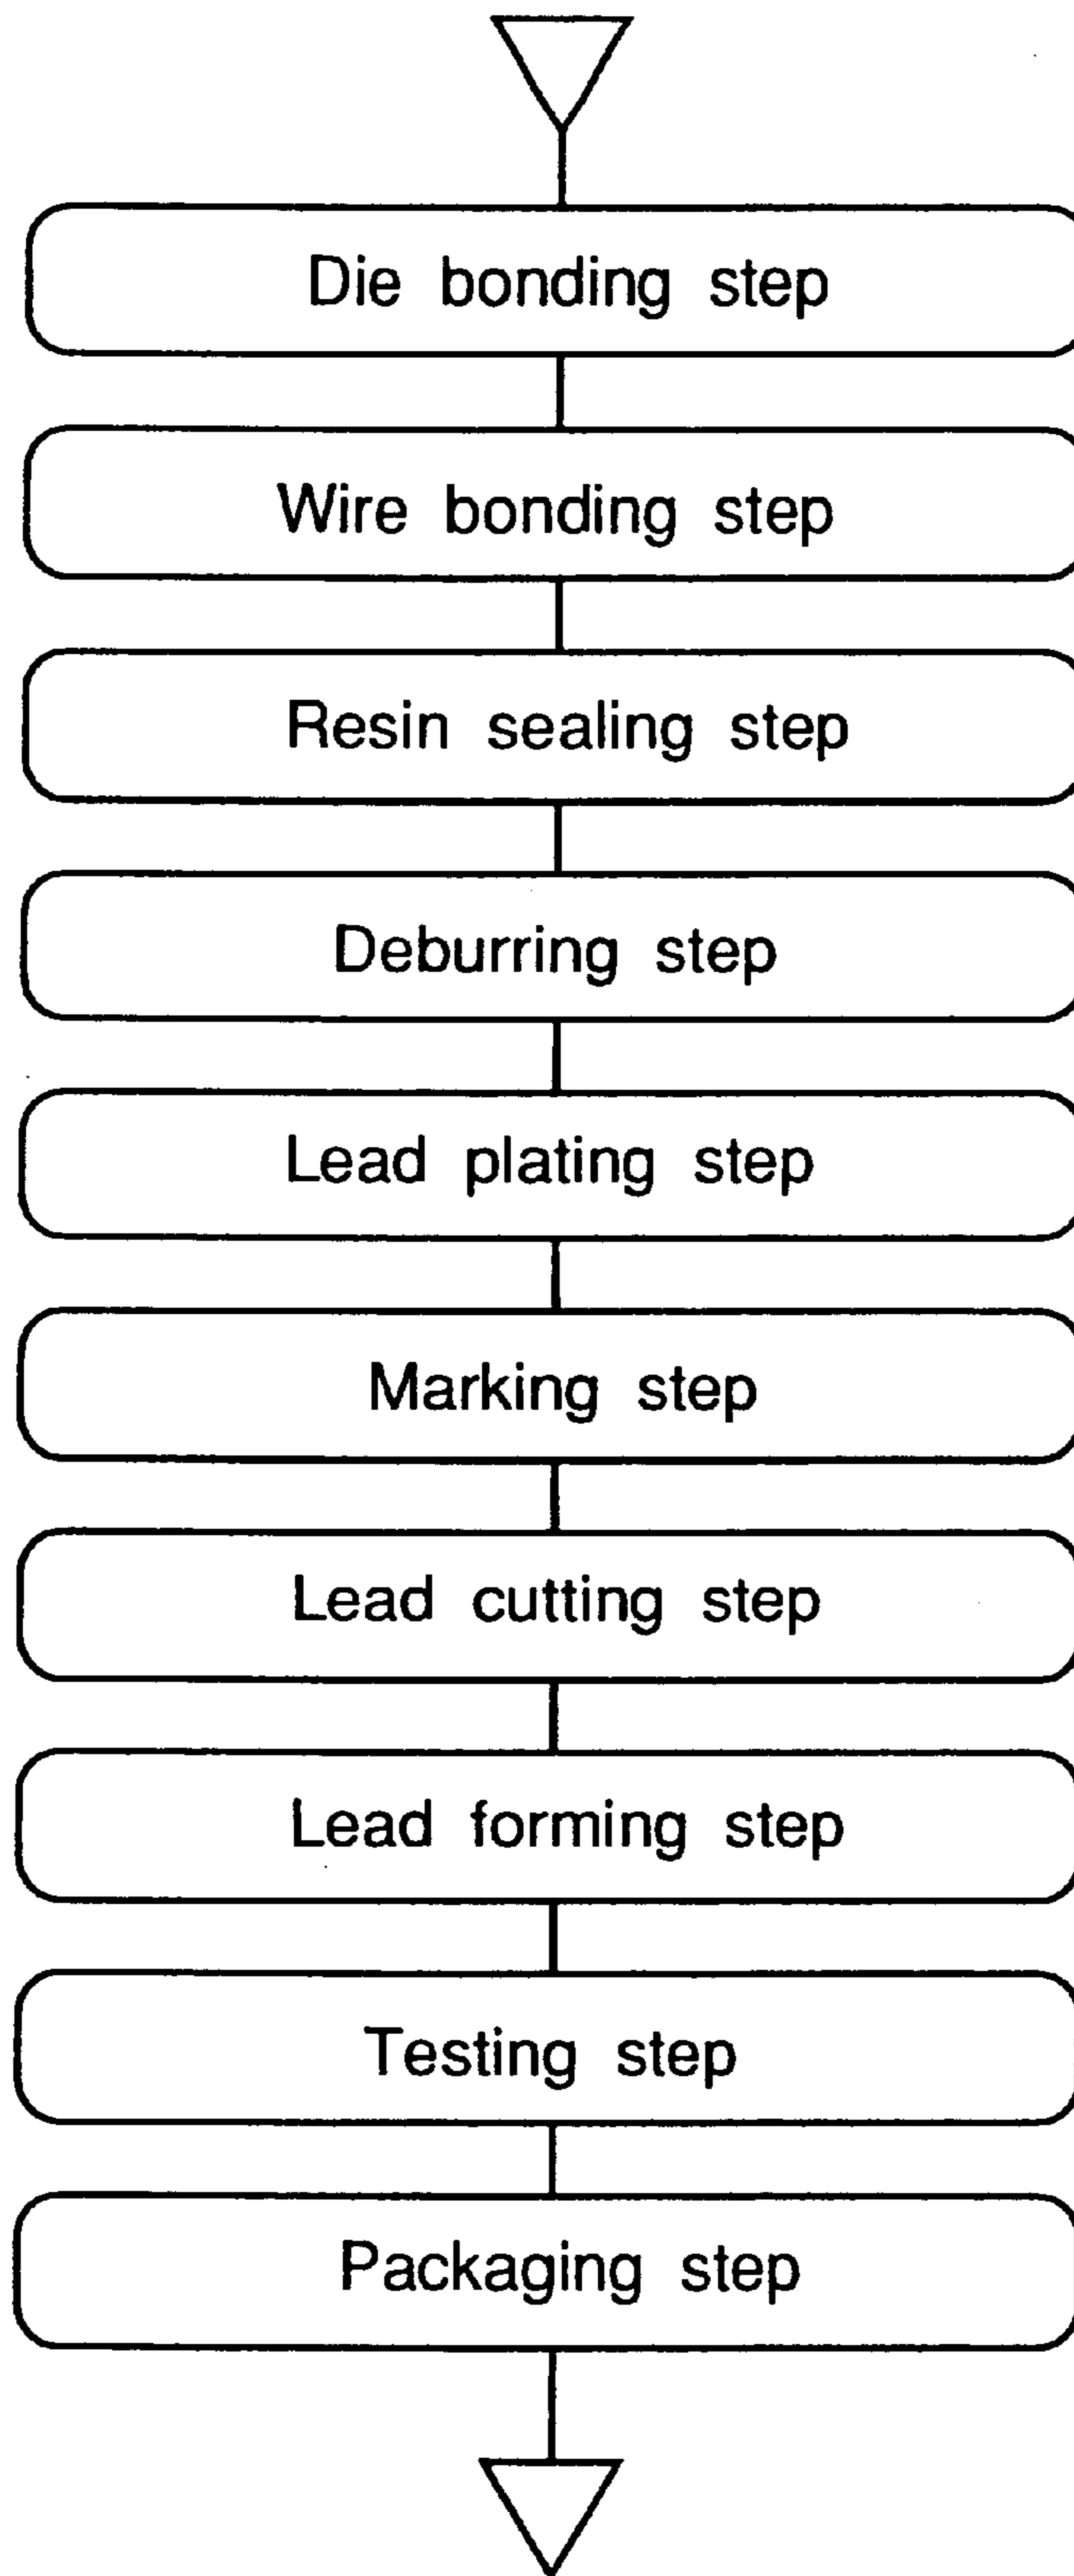 Die bonding step
Wire bonding step
Resin sealing step
Deburring step
Lead plating step
Marking step
Lead cutting step
Lead forming step
Testing step
Packaging step